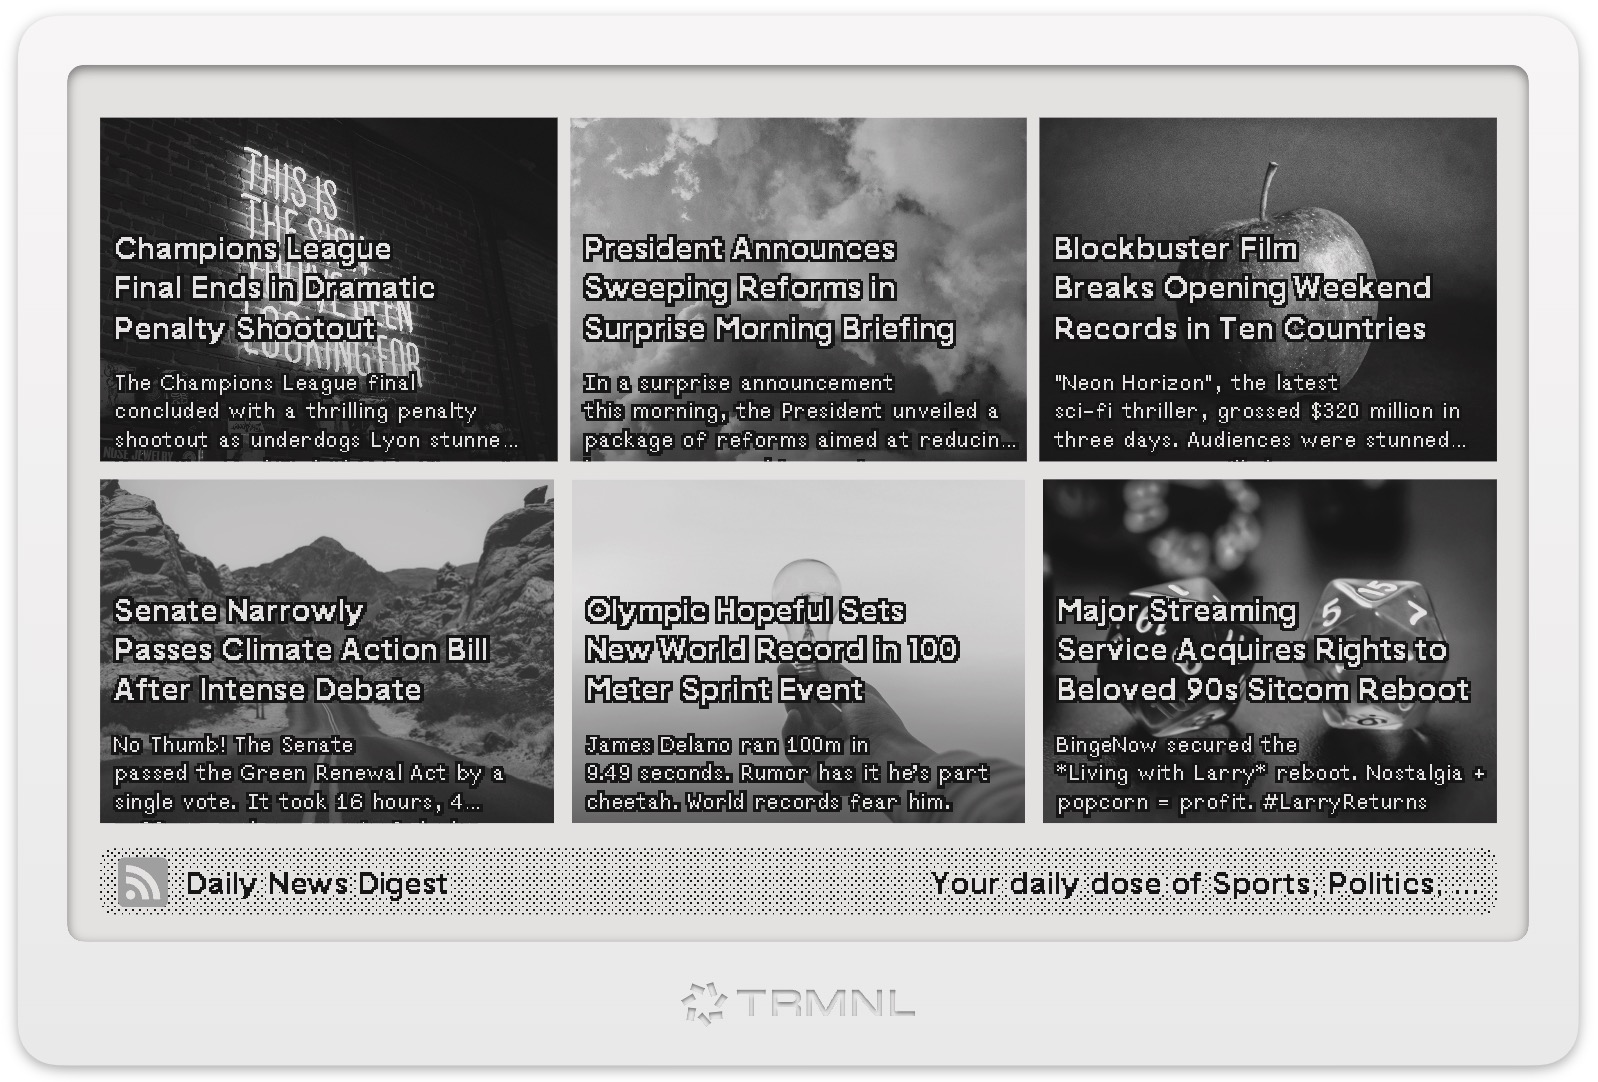 THIS IS
THE SIGN
Champions League
Final Ends in Dramatic
Penalty Shootout
LOOKING FOR
The Champions League final
concluded with a thrilling penalty
shootout as underdogs Lyon stunne...
NOSE JEWELRY
President Announces
Sweeping Reforms in
Surprise Morning Briefing
In a surprise announcement
this morning, the President unveiled a
package of reforms aimed at reducin...
Blockbuster Film
Breaks Opening Weekend
Records in Ten Countries
"Neon Horizon", the latest
sci-fi thriller, grossed $320 million in
three days. Audiences were stunned...
Senate Narrowly
Passes Climate Action Bill
After Intense Debate
No Thumb! The Senate
passed the Green Renewal Act by a
single vote. It took 16 hours, 4...
Olympic Hopeful Sets
New World Record in 100
Meter Sprint Event
James Delano ran 100m in
9.49 seconds. Rumor has it he's part
cheetah. World records fear him.
Major Streaming
Service Acquires Rights to
Beloved 90s Sitcom Reboot
BingeNow secured the
*Living with Larry* reboot. Nostalgia +
popcorn = profit. #LarryReturns
Daily News Digest
Your daily dose of Sports, Politics, ...
TRMNL